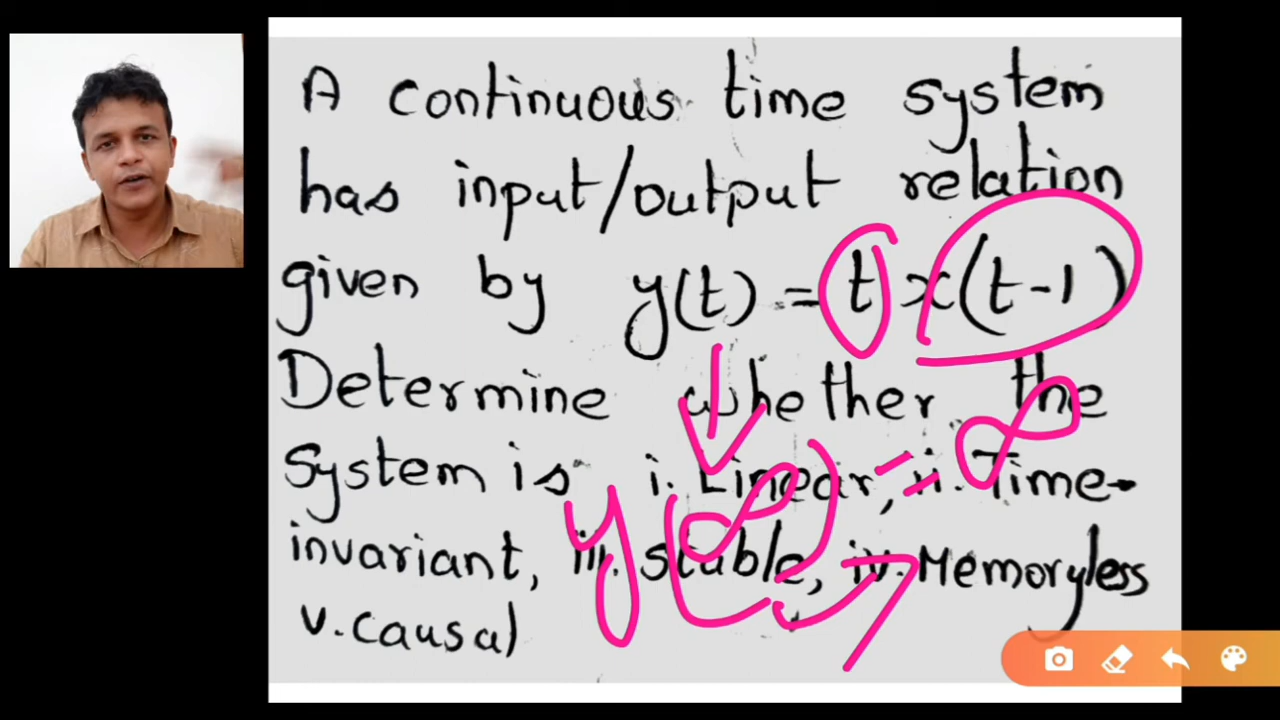 A continuous time system
has input/output relation
given by y(t) = t x(t-1)
Determine whether the
System is i. Linear, ii. Time-
invariant, iii. stable, iv. Memoryless
v. causal
y(∞) = ∞